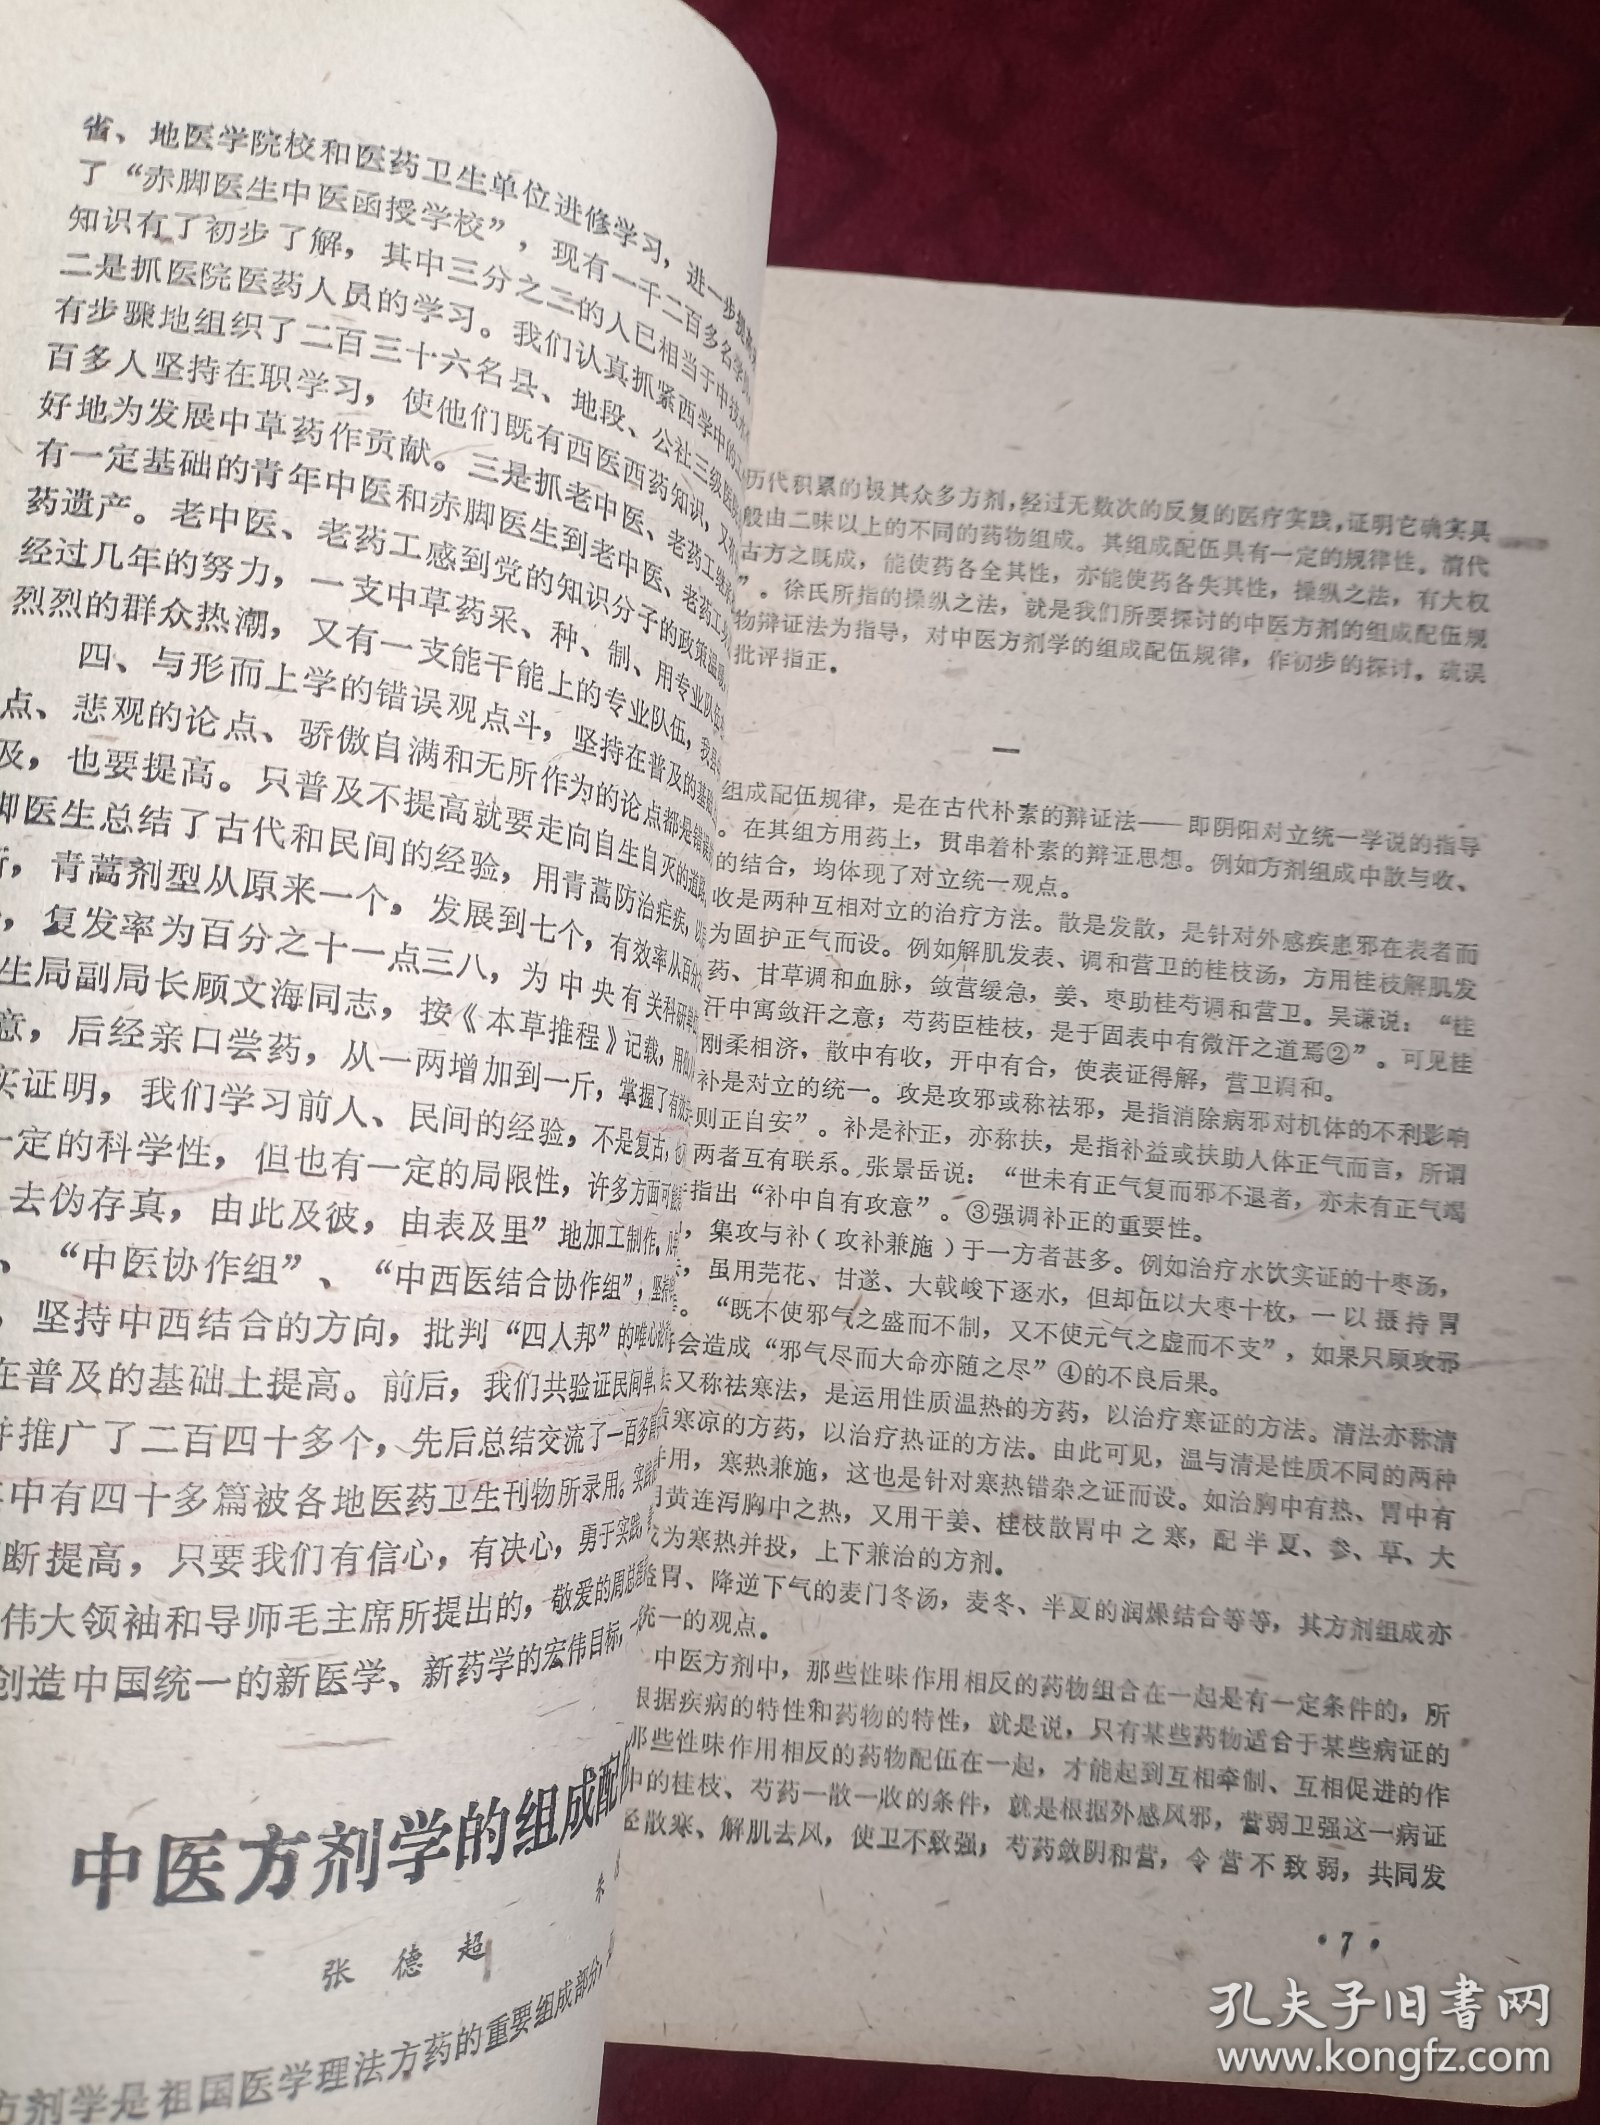 省、地医学院校和医药卫生单位进修学习，进一步
了“赤脚医生中医函授学校”，现有一千二百多名学
知识有了初步了解，其中三分之二的人已相当于中技水
二是抓医院医药人员的学习。我们认真抓紧西学中的
有步骤地组织了二百三十六名县、地段、公社三级医
百多人坚持在职学习，使他们既有西医西药知识，又
好地为发展中草药作贡献。三是抓老中医、老药工继
有一定基础的青年中医和赤脚医生到老中医、老药工
药遗产。老中医、老药工感到党的知识分子的政策温暖
经过几年的努力，一支中草药采、种、制、用专业队伍
烈烈的群众热潮，又有一支能干能上的专业队伍，我县
四、与形而上学的错误观点斗，坚持在普及的基础
点、悲观的论点、骄傲自满和无所作为的论点都是错误
及，也要提高。只普及不提高就要走向自生自灭的道路
脚医生总结了古代和民间的经验，用青蒿防治疟疾，以
，青蒿剂型从原来一个，发展到七个，有效率从百分
，复发率为百分之十一点三八，为中央有关科研单
生局副局长顾文海同志，按《本草推程》记载，用
意，后经亲口尝药，从一两增加到一斤，掌握了有效
实证明，我们学习前人、民间的经验，不是复古，也
一定的科学性，但也有一定的局限性，许多方面可能
去伪存真，由此及彼，由表及里”地加工制作。
、“中医协作组”、“中西医结合协作组”；坚持
，坚持中西结合的方向，批判“四人邦”的唯心论
在普及的基础上提高。前后，我们共验证民间单
并推广了二百四十多个，先后总结交流了一百多篇
中有四十多篇被各地医药卫生刊物所录用。实践
断提高，只要我们有信心，有决心，勇于实践，
伟大领袖和导师毛主席所提出的，敬爱的周总理
创造中国统一的新医学、新药学的宏伟目标，
中医方剂学的组成配
张德超
方剂学是祖国医学理法方药的重要组成部分，
历代积累的极其众多方剂，经过无数次的反复的医疗实践，证明它确实具
般由二味以上的不同的药物组成。其组成配伍具有一定的规律性。清代
古方之既成，能使药各全其性，亦能使药各失其性，操纵之法，有大权
”。徐氏所指的操纵之法，就是我们所要探讨的中医方剂的组成配伍规
物辩证法为指导，对中医方剂学的组成配伍规律，作初步的探讨。疏误
批评指正。
一
组成配伍规律，是在古代朴素的辩证法——即阴阳对立统一学说的指导
。在其组方用药上，贯串着朴素的辩证思想。例如方剂组成中散与收、
的结合，均体现了对立统一观点。
收是两种互相对立的治疗方法。散是发散，是针对外感疾患邪在表者而
为固护正气而设。例如解肌发表、调和营卫的桂枝汤，方用桂枝解肌发
药、甘草调和血脉，敛营缓急，姜、枣助桂芍调和营卫。吴谦说：“桂
汗中寓敛汗之意；芍药臣桂枝，是于固表中有微汗之道焉②”。可见桂
刚柔相济，散中有收，开中有合，使表证得解，营卫调和。
补是对立的统一。攻是攻邪或称祛邪，是指消除病邪对机体的不利影响
则正自安”。补是补正，亦称扶，是指补益或扶助人体正气而言，所谓
两者互有联系。张景岳说：“世未有正气复而邪不退者，亦未有正气竭
指出“补中自有攻意”。③强调补正的重要性。
，集攻与补（攻补兼施）于一方者甚多。例如治疗水饮实证的十枣汤，
，虽用芫花、甘遂、大戟峻下逐水，但却伍以大枣十枚，一以摄持胃
。“既不使邪气之盛而不制，又不使元气之虚而不支”，如果只顾攻邪
会造成“邪气尽而大命亦随之尽”④的不良后果。
又称祛寒法，是运用性质温热的方药，以治疗寒证的方法。清法亦称清
寒凉的方药，以治疗热证的方法。由此可见，温与清是性质不同的两种
用，寒热兼施，这也是针对寒热错杂之证而设。如治胸中有热、胃中有
黄连泻胸中之热，又用干姜、桂枝散胃中之寒，配半夏、参、草、大
为寒热并投，上下兼治的方剂。
胃、降逆下气的麦门冬汤，麦冬、半夏的润燥结合等等，其方剂组成亦
统一的观点。
中医方剂中，那些性味作用相反的药物组合在一起是有一定条件的，所
根据疾病的特性和药物的特性，就是说，只有某些药物适合于某些病证的
那些性味作用相反的药物配伍在一起，才能起到互相牵制、互相促进的作
中的桂枝、芍药一散一收的条件，就是根据外感风邪，营弱卫强这一病证
散寒、解肌去风，使卫不致强；芍药敛阴和营，令营不致弱，共同发
·7·
孔夫子旧书网
www.kongfz.com